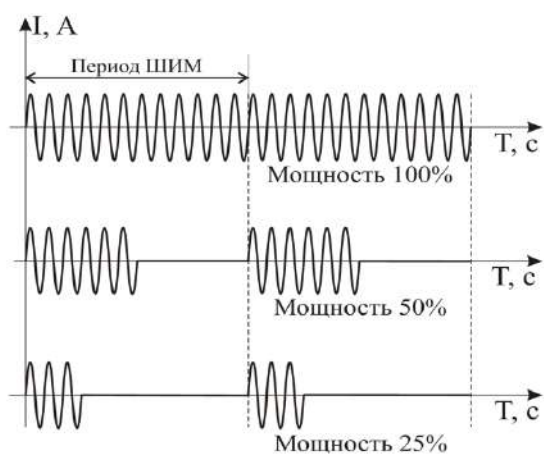 I, А
Период ШИМ
Т, с
Мощность 100%
Т, с
Мощность 50%
Т, с
Мощность 25%